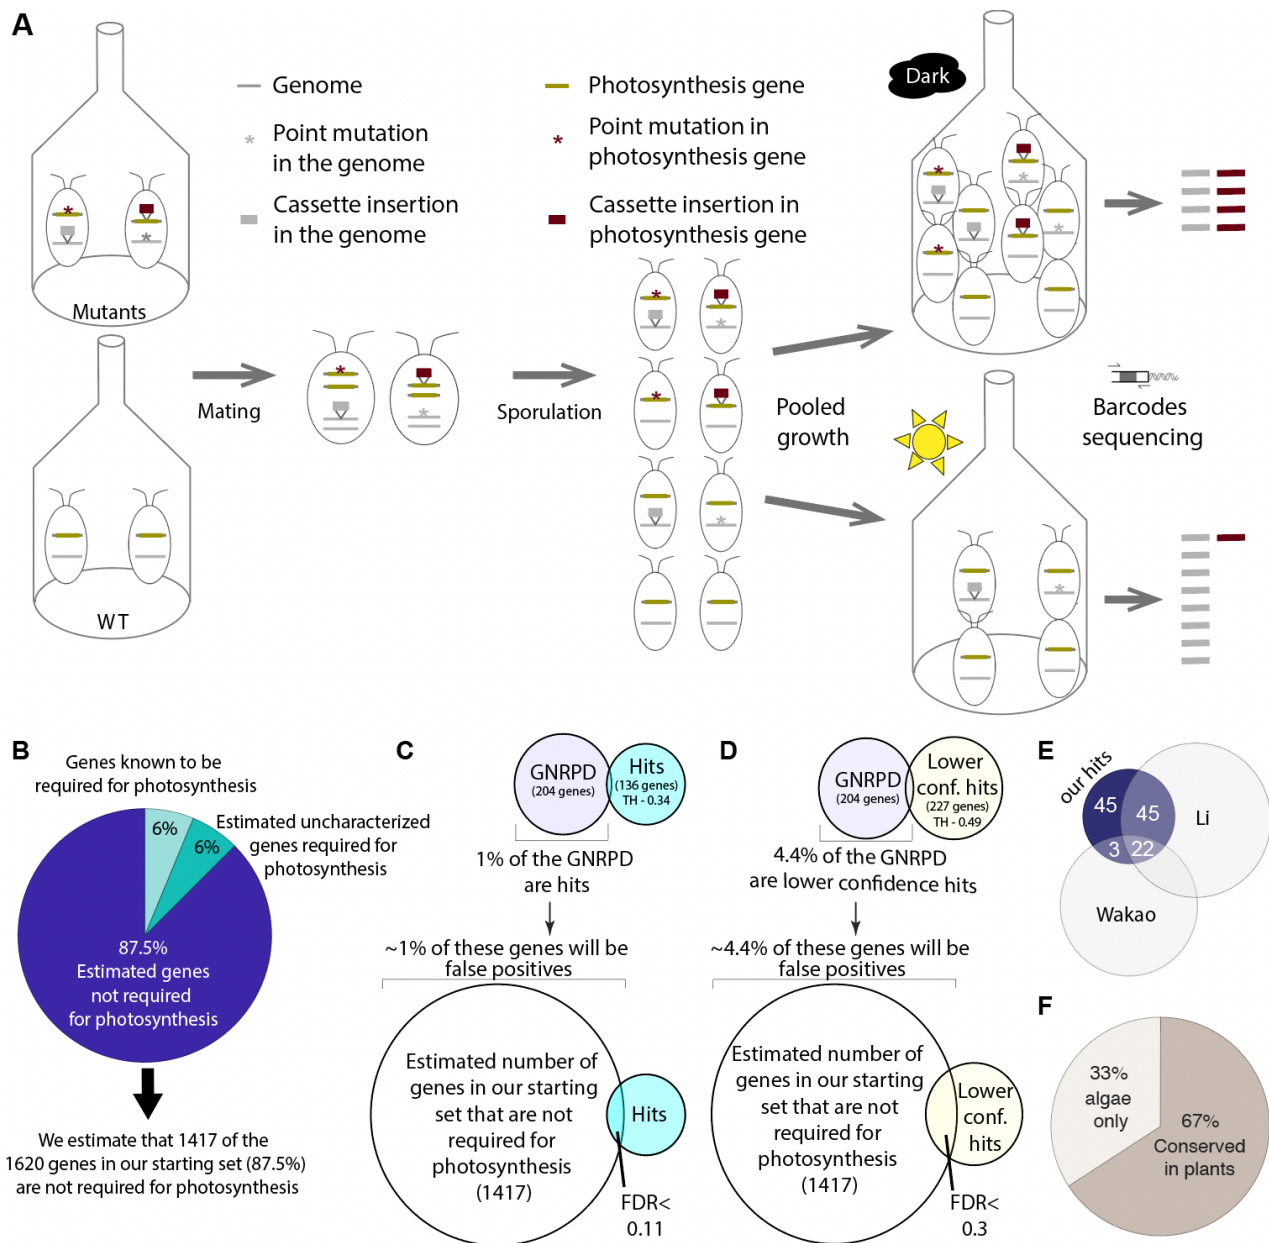 A
Genome
Photosynthesis gene
Point mutation
in the genome
Point mutation in
photosynthesis gene
Cassette insertion
in the genome
Cassette insertion in
photosynthesis gene
Dark
Mutants
WT
Mating
Sporulation
Pooled
growth
Barcodes
sequencing
B
Genes known to be
required for photosynthesis
6%
6%
Estimated uncharacterized
genes required for
photosynthesis
87.5%
Estimated genes
not required
for photosynthesis
We estimate that 1417 of the
1620 genes in our starting set (87.5%)
are not required for photosynthesis
C
GNRPD
(204 genes)
Hits
(136 genes)
TH - 0.34
1% of the GNRPD
are hits
~1% of these genes will be
false positives
Estimated number of
genes in our starting
set that are not
required for
photosynthesis
(1417)
Hits
FDR<
0.11
D
GNRPD
(204 genes)
Lower
conf. hits
(227 genes)
TH - 0.49
4.4% of the GNRPD
are lower confidence hits
~4.4% of these genes will be
false positives
Estimated number of
genes in our starting
set that are not
required for
photosynthesis
(1417)
Lower
conf.
hits
FDR<
0.3
E
our hits
45
45
Li
3
22
Wakao
F
33%
algae
only
67%
Conserved
in plants